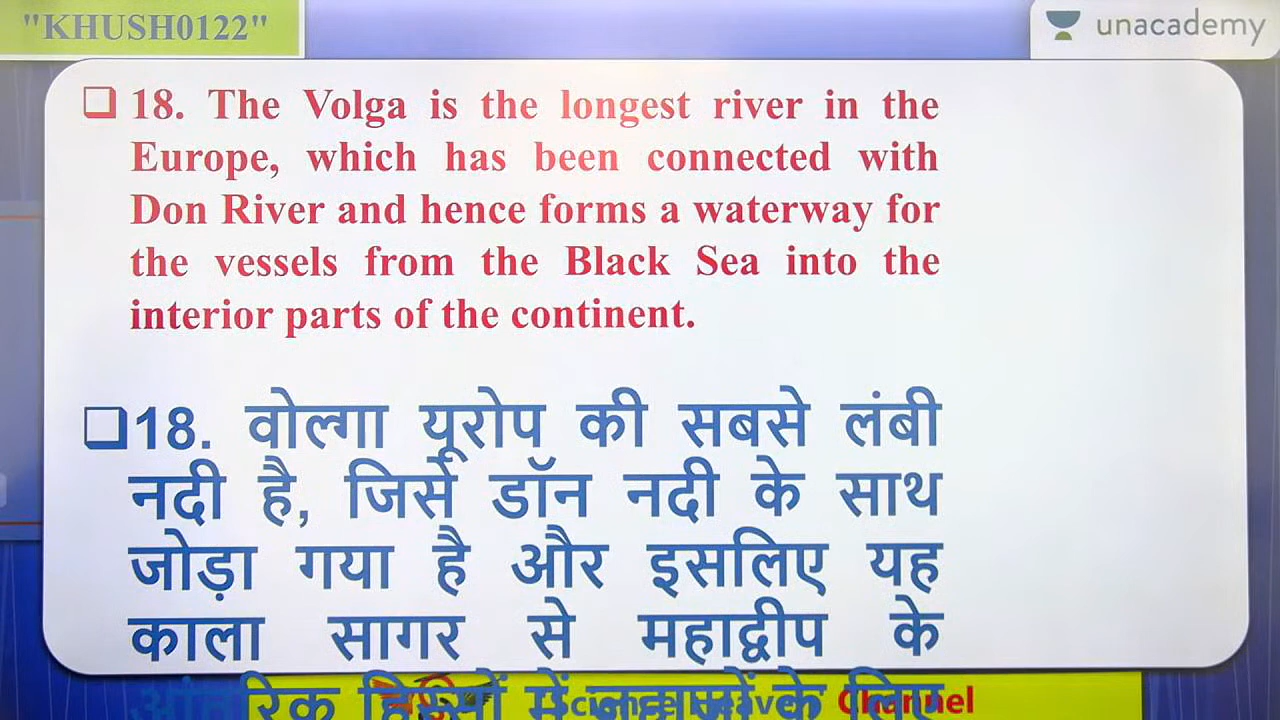 "KHUSH0122"
unacademy
18. The Volga is the longest river in the
Europe, which has been connected with
Don River and hence forms a waterway for
the vessels from the Black Sea into the
interior parts of the continent.
18. वोल्गा यूरोप की सबसे लंबी
नदी है, जिसे डॉन नदी के साथ
जोड़ा गया है और इसलिए यह
काला सागर से महाद्वीप के
में के लिए
Channel